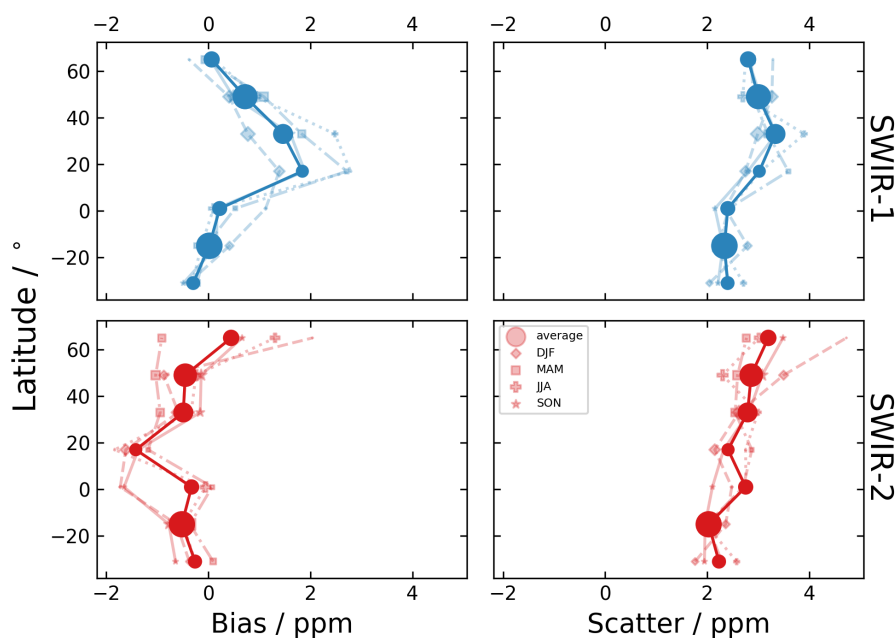 −2 0 2 4 −2 0 2 4
60
40
20
0
−20
SWIR-1
Latitude / °
60
40
20
0
−20
average
DJF
MAM
JJA
SON
SWIR-2
−2 0 2 4 −2 0 2 4
Bias / ppm Scatter / ppm